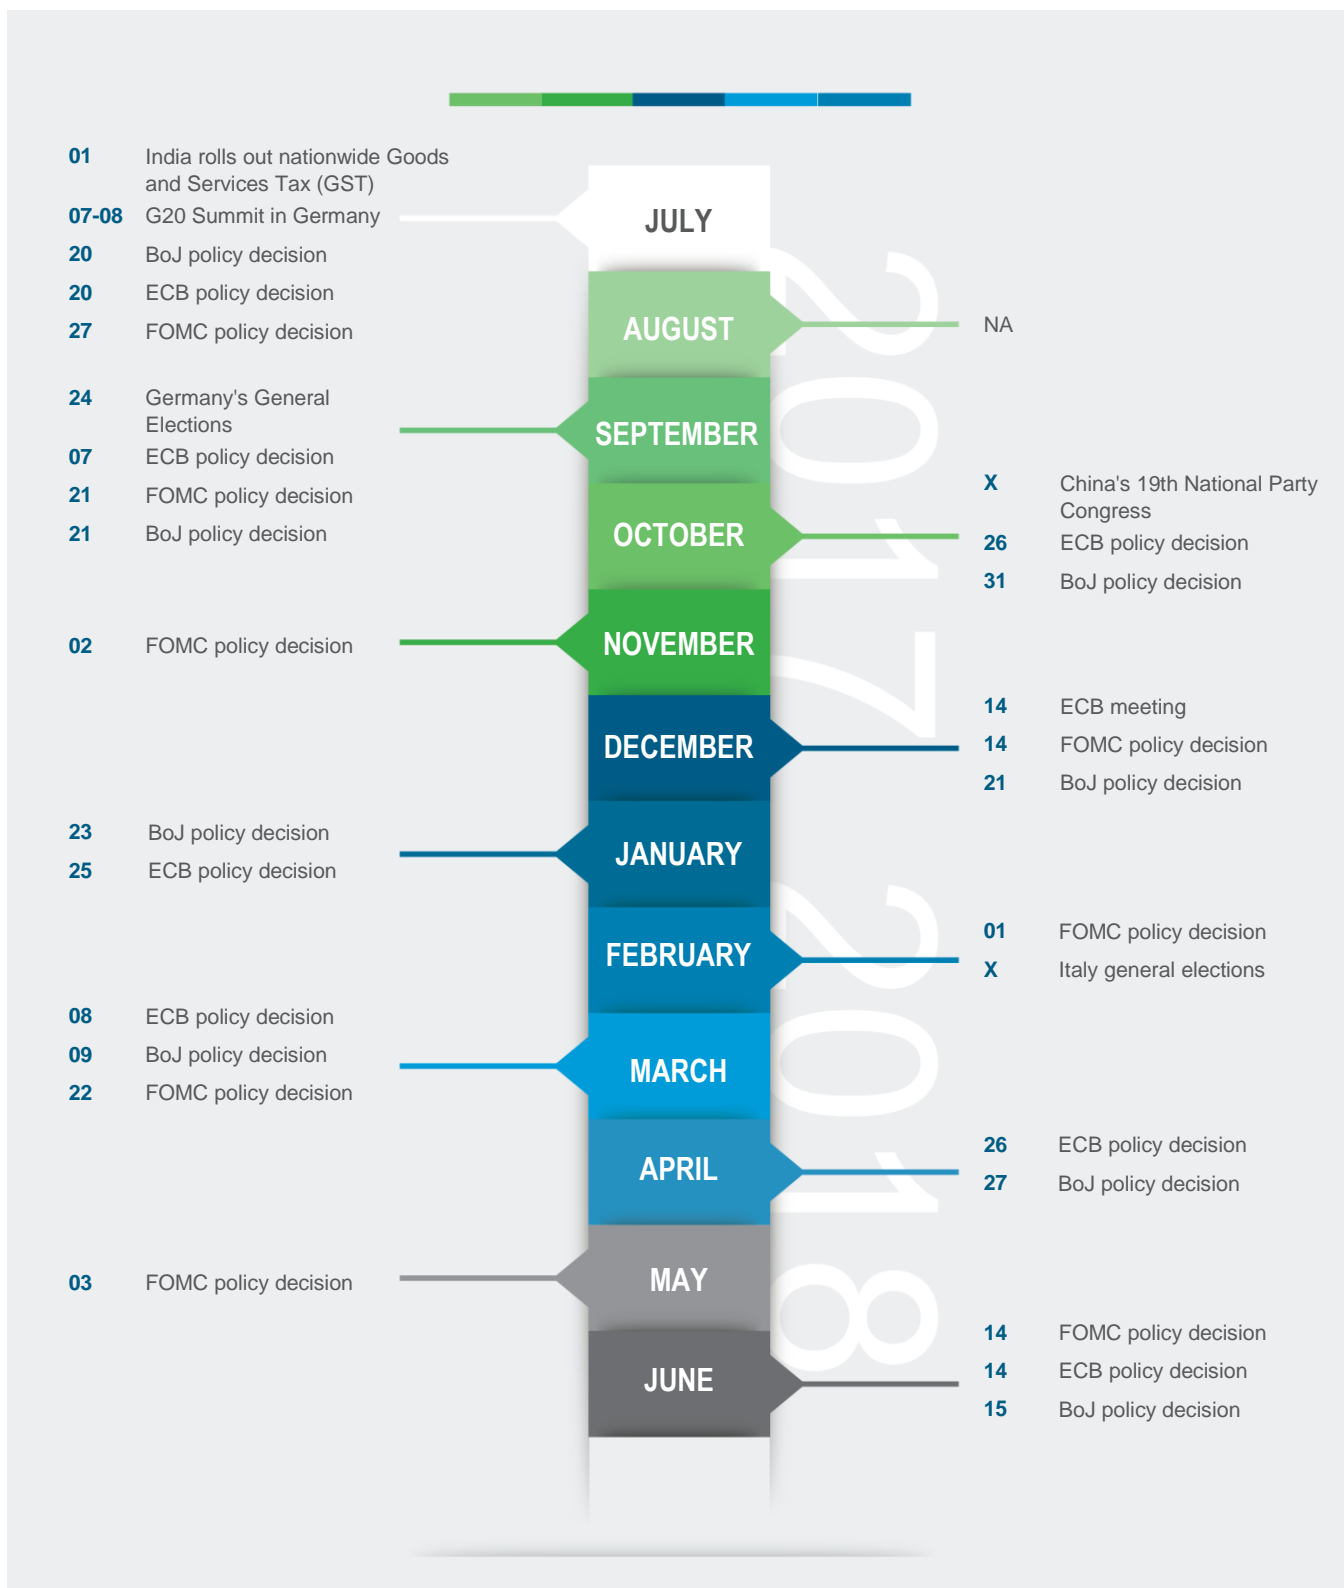 01 India rolls out nationwide Goods
and Services Tax (GST)
07-08 G20 Summit in Germany
20 BoJ policy decision
20 ECB policy decision
27 FOMC policy decision
JULY
AUGUST
NA
24 Germany's General
Elections
07 ECB policy decision
21 FOMC policy decision
21 BoJ policy decision
SEPTEMBER
OCTOBER
X China's 19th National Party
Congress
26 ECB policy decision
31 BoJ policy decision
02 FOMC policy decision
NOVEMBER
2017
DECEMBER
14 ECB meeting
14 FOMC policy decision
21 BoJ policy decision
23 BoJ policy decision
25 ECB policy decision
JANUARY
FEBRUARY
01 FOMC policy decision
X Italy general elections
08 ECB policy decision
09 BoJ policy decision
22 FOMC policy decision
MARCH
2018
APRIL
26 ECB policy decision
27 BoJ policy decision
03 FOMC policy decision
MAY
JUNE
14 FOMC policy decision
14 ECB policy decision
15 BoJ policy decision